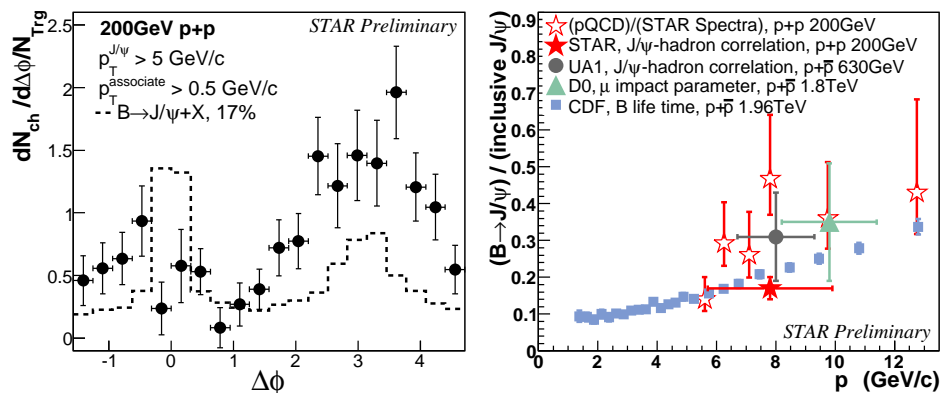 200GeV p+p
STAR Preliminary
p_T^{J/ψ} > 5 GeV/c
p_T^{associate} > 0.5 GeV/c
B→J/ψ+X, 17%
dN_ch/dΔφ/N_Trg
2.5
2
1.5
1
0.5
0
-1 0 1 2 3 4
Δφ
(pQCD)/(STAR Spectra), p+p 200GeV
STAR, J/ψ-hadron correlation, p+p 200GeV
UA1, J/ψ-hadron correlation, p+p̅ 630GeV
D0, μ impact parameter, p+p̅ 1.8TeV
CDF, B life time, p+p̅ 1.96TeV
(B→J/ψ) / (inclusive J/ψ)
0.9
0.8
0.7
0.6
0.5
0.4
0.3
0.2
0.1
0
STAR Preliminary
0 2 4 6 8 10 12
p (GeV/c)